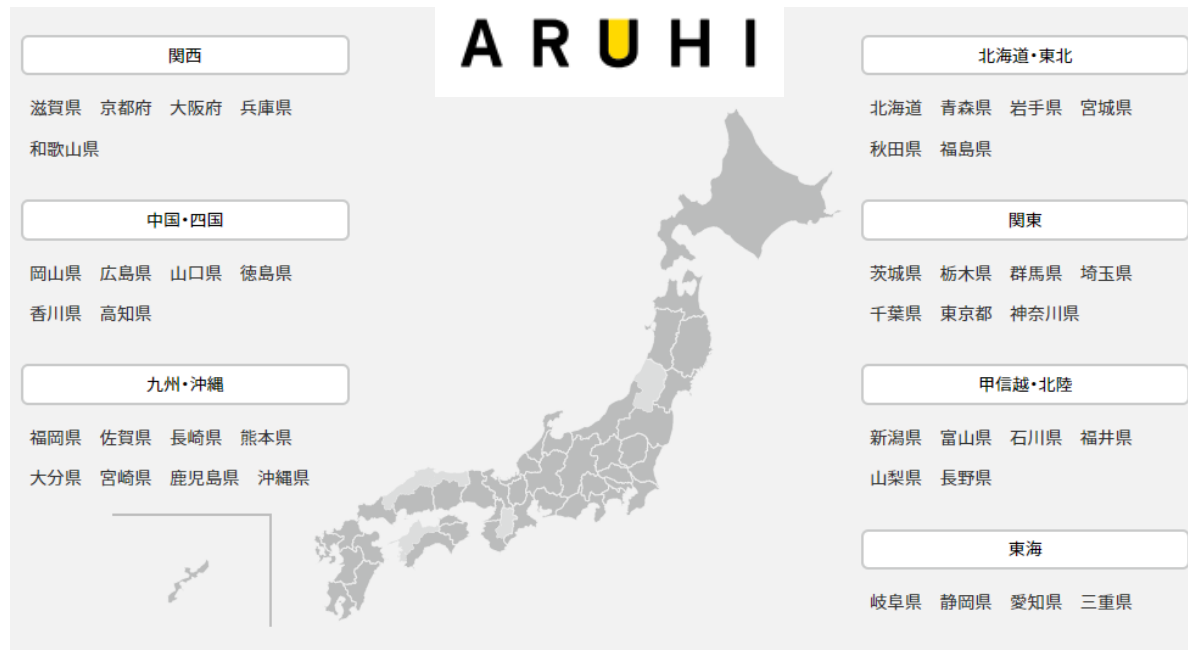 ARUHI
関西
滋賀県 京都府 大阪府 兵庫県
和歌山県
中国・四国
岡山県 広島県 山口県 徳島県
香川県 高知県
九州・沖縄
福岡県 佐賀県 長崎県 熊本県
大分県 宮崎県 鹿児島県 沖縄県
北海道・東北
北海道 青森県 岩手県 宮城県
秋田県 福島県
関東
茨城県 栃木県 群馬県 埼玉県
千葉県 東京都 神奈川県
甲信越・北陸
新潟県 富山県 石川県 福井県
山梨県 長野県
東海
岐阜県 静岡県 愛知県 三重県